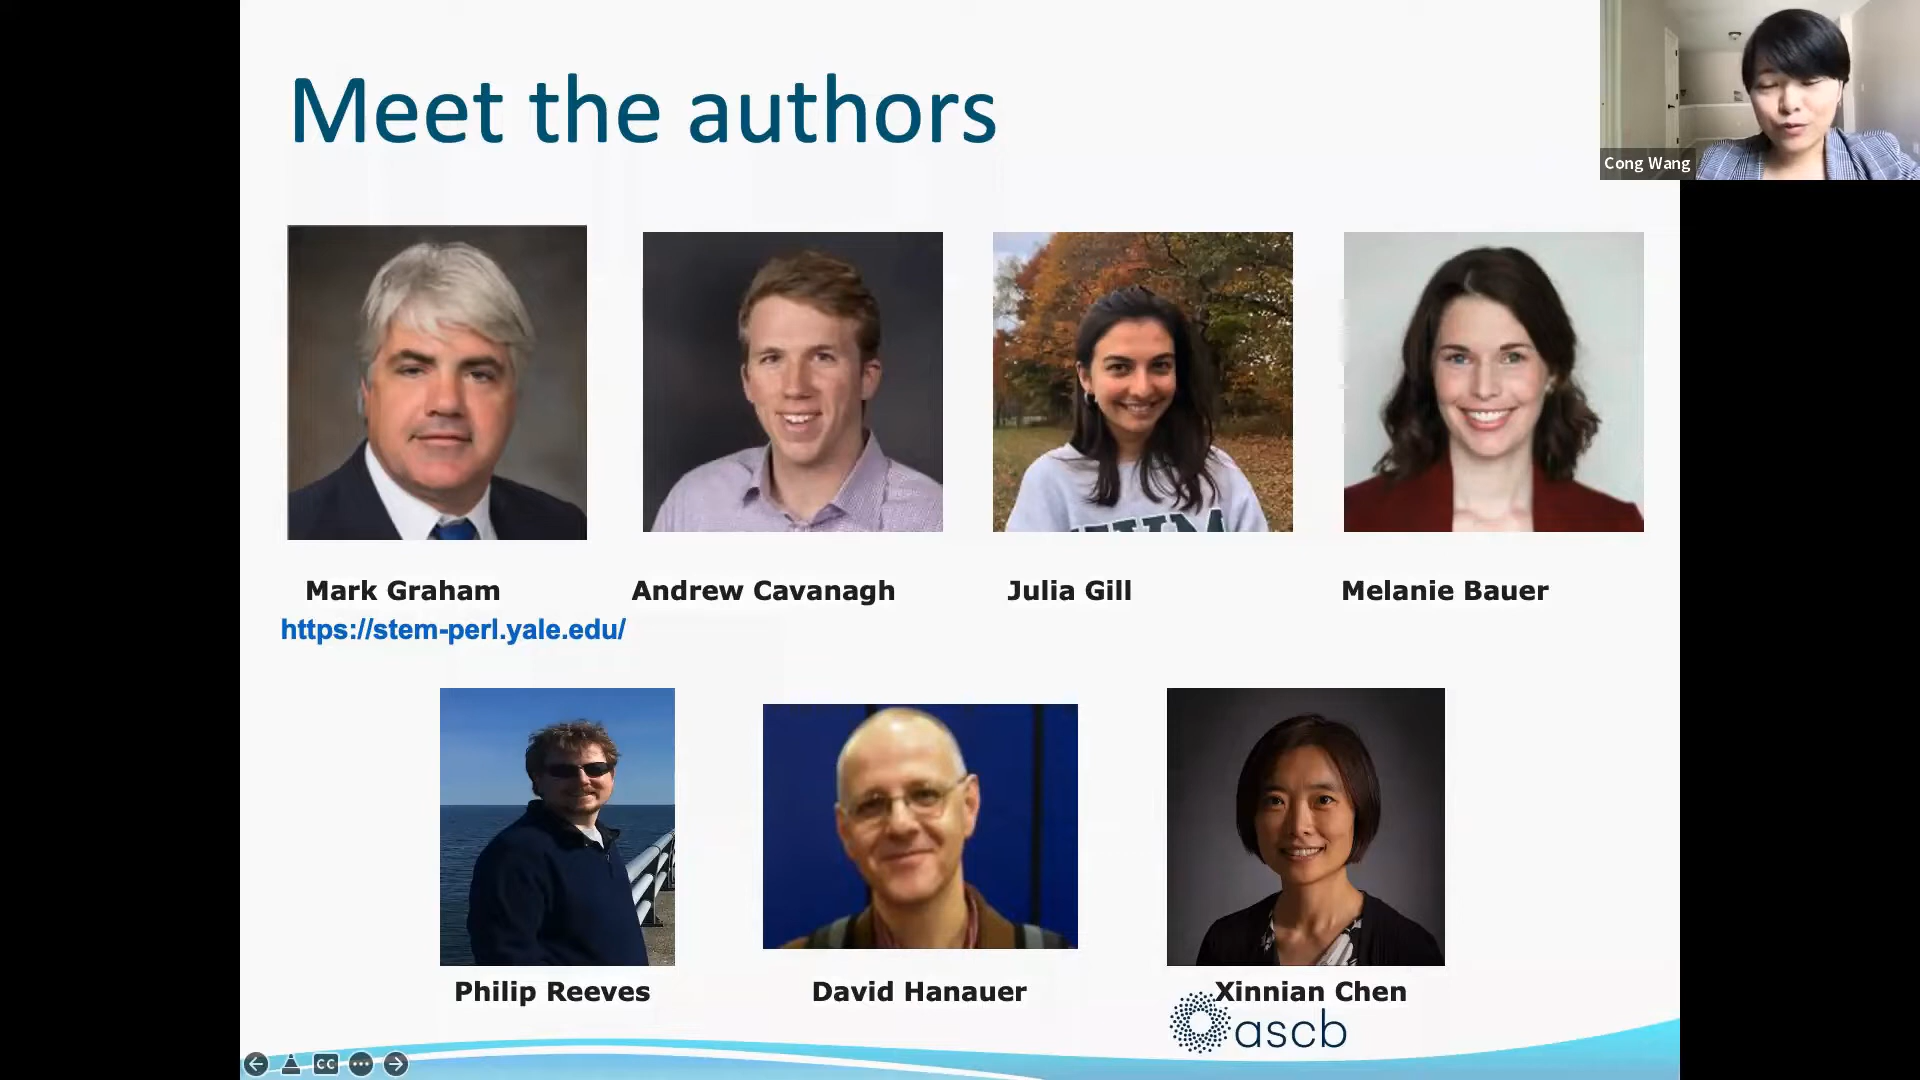 Meet the authors
Cong Wang
Mark Graham
Andrew Cavanagh
Julia Gill
Melanie Bauer
https://stem-perl.yale.edu/
Philip Reeves
David Hanauer
Xinnian Chen
ascb
CC